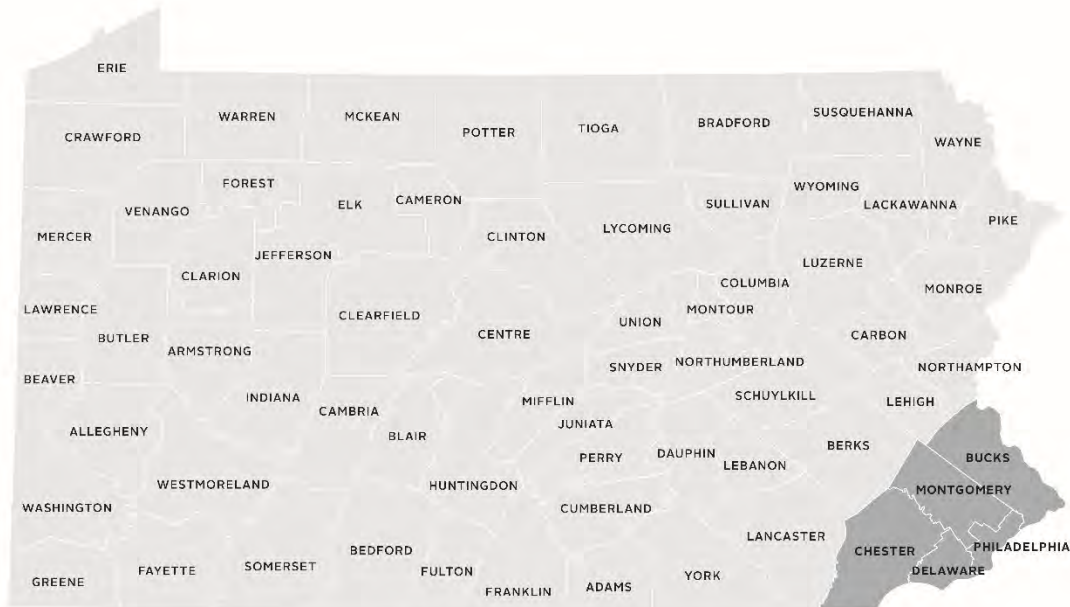 ERIE
WARREN
MCKEAN
POTTER
TIOGA
BRADFORD
SUSQUEHANNA
CRAWFORD
WAYNE
FOREST
ELK
CAMERON
SULLIVAN
WYOMING
LACKAWANNA
VENANGO
PIKE
MERCER
CLINTON
LYCOMING
JEFFERSON
CLARION
LUZERNE
COLUMBIA
MONROE
LAWRENCE
CLEARFIELD
UNION
MONTOUR
BUTLER
CENTRE
CARBON
ARMSTRONG
SNYDER
NORTHUMBERLAND
NORTHAMPTON
BEAVER
INDIANA
CAMBRIA
MIFFLIN
SCHUYLKILL
LEHIGH
JUNIATA
ALLEGHENY
BLAIR
PERRY
DAUPHIN
LEBANON
BERKS
BUCKS
WESTMORELAND
HUNTINGDON
MONTGOMERY
WASHINGTON
CUMBERLAND
LANCASTER
BEDFORD
CHESTER
PHILADELPHIA
GREENE
FAYETTE
SOMERSET
FULTON
FRANKLIN
ADAMS
YORK
DELAWARE